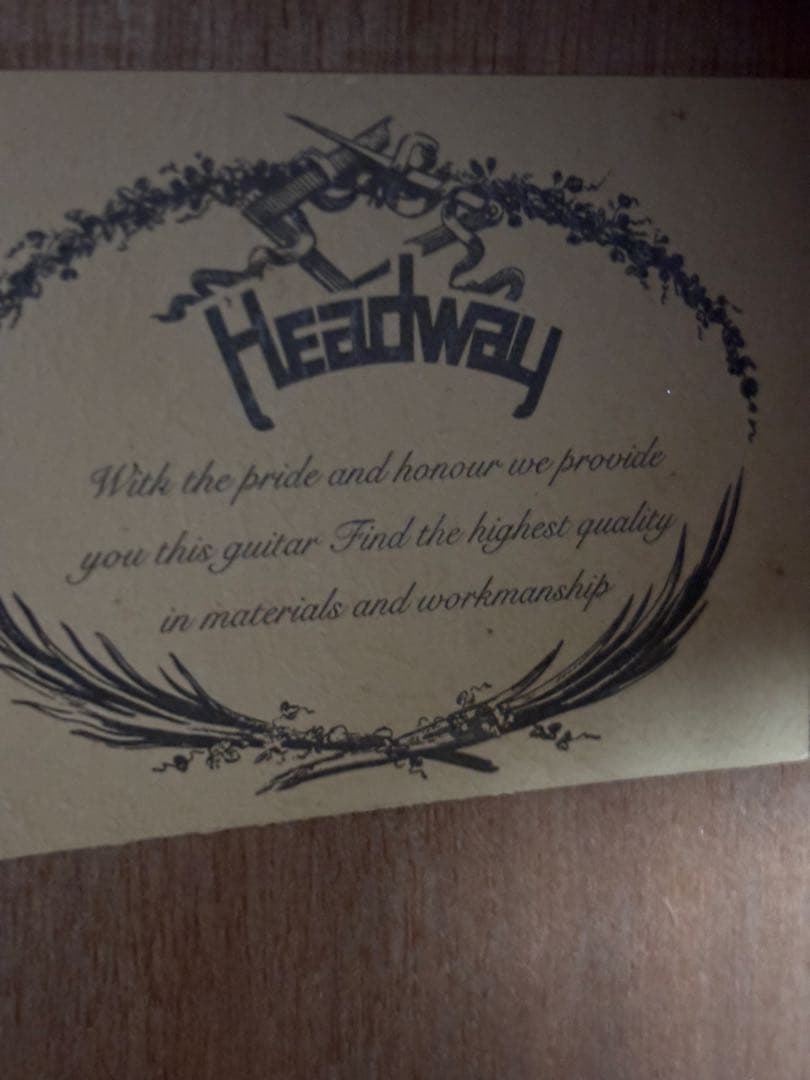 Headway
With the pride and honour we provide
you this guitar Find the highest quality
in materials and workmanship